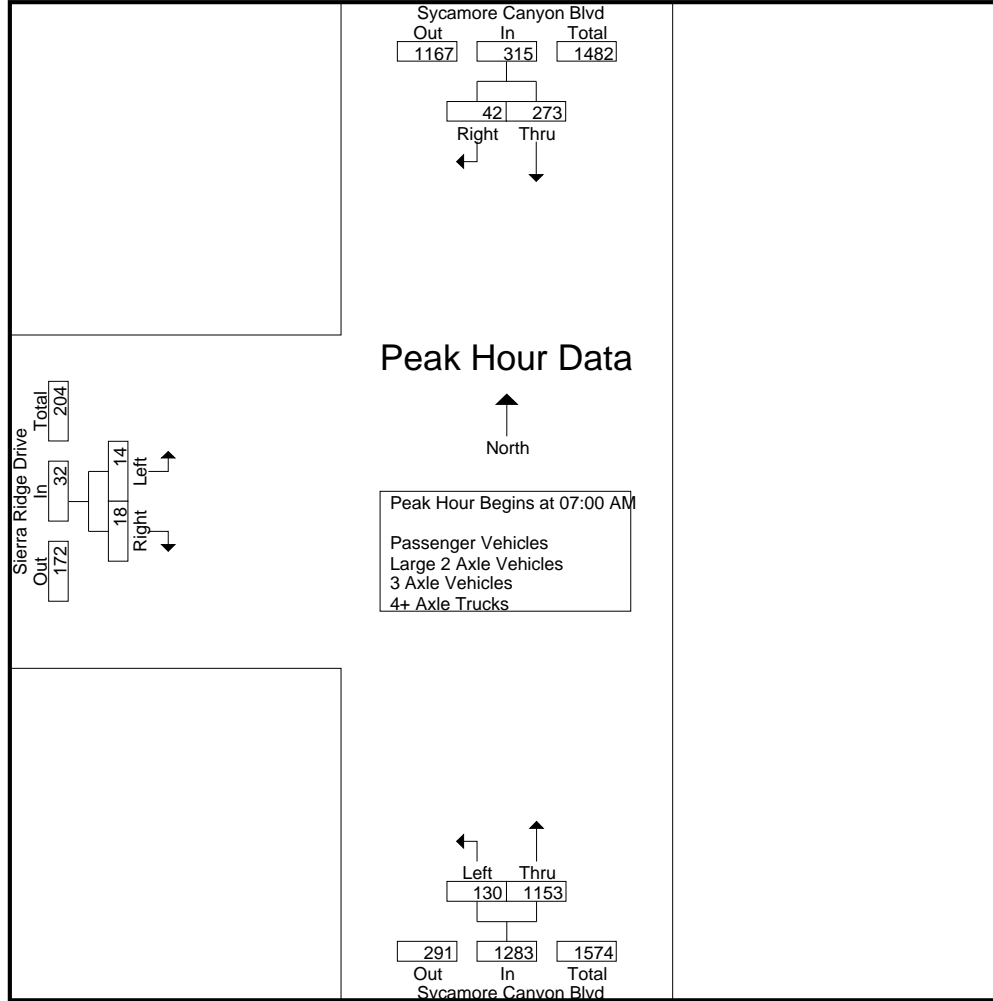 Sycamore Canyon Blvd
Out In Total
1167 315 1482
42 273
Right Thru
Peak Hour Data
North
Sierra Ridge Drive
Out In Total
172 32 204
18 14
Right Left
Peak Hour Begins at 07:00 AM
Passenger Vehicles
Large 2 Axle Vehicles
3 Axle Vehicles
4+ Axle Trucks
Left Thru
130 1153
291 1283 1574
Out In Total
Sycamore Canyon Blvd